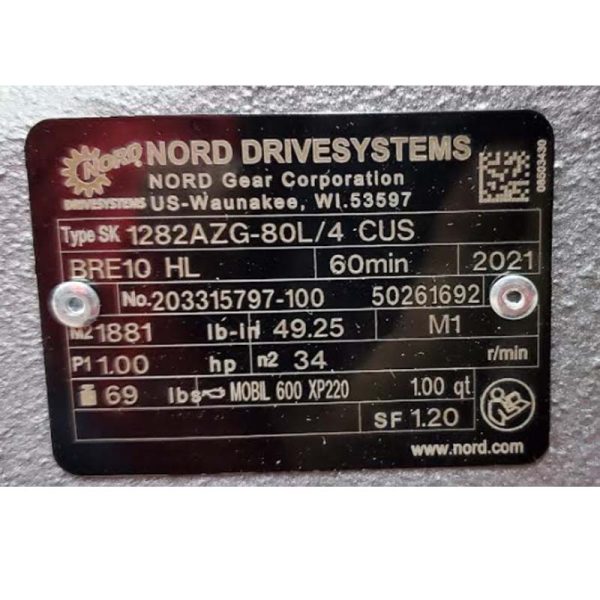 NORD
DRIVESYSTEMS
NORD DRIVESYSTEMS
NORD Gear Corporation
US-Waunakee, WI.53597
06503430
Type SK 1282AZG-80L/4 CUS
BRE10 HL 60min 2021
No. 203315797-100 50261692
M2 1881 lb-in 49.25 M1
P1 1.00 hp n2 34 r/min
69 lbs MOBIL 600 XP220 1.00 qt
SF 1.20
www.nord.com